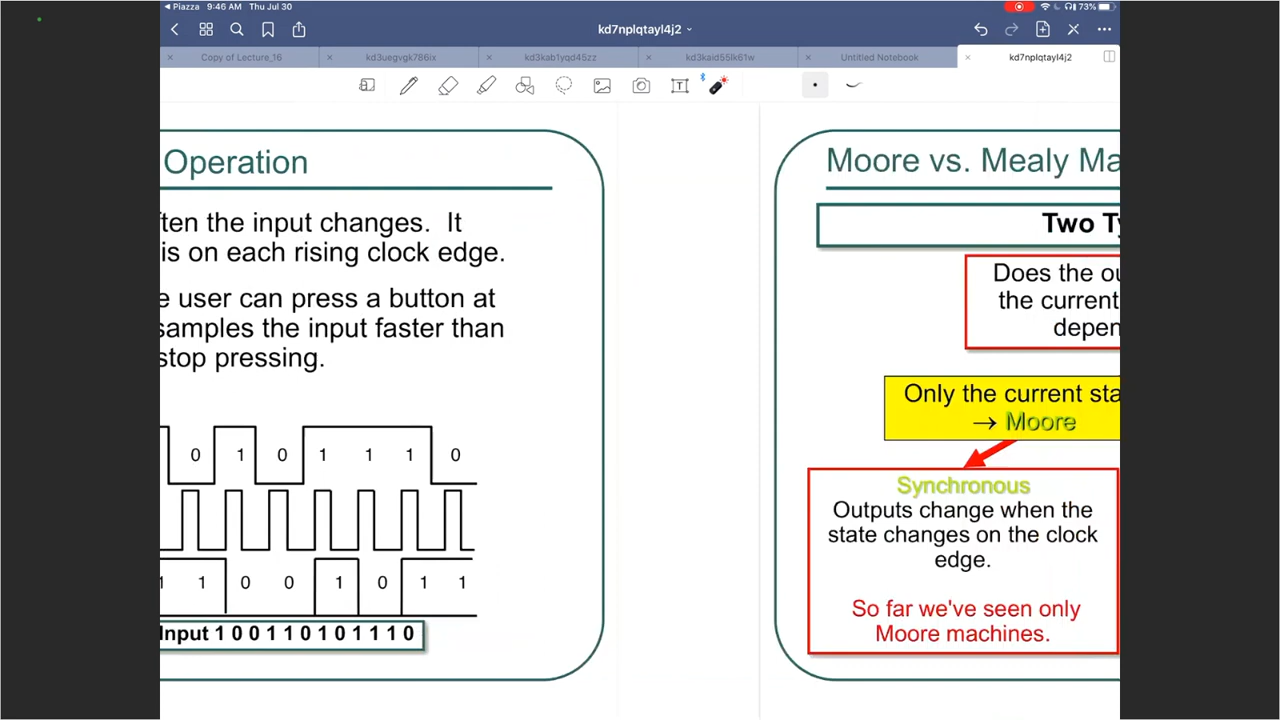 Piazza 9:46 AM Thu Jul 30
73%
kd7nplqtayl4j2
Copy of Lecture_16
kd3uegvgk786ix
kd3kab1yqd45zz
kd3kaid55lk61w
Untitled Notebook
kd7nplqtayl4j2
T
Operation
ten the input changes. It
is on each rising clock edge.
e user can press a button at
samples the input faster than
stop pressing.
0 1 0 1 1 1 0
1 1 0 0 1 0 1 1
Input 1 0 0 1 1 0 1 0 1 1 1 0
Moore vs. Mealy Ma
Two Ty
Does the ou
the current
depen
Only the current sta
→ Moore
Synchronous
Outputs change when the
state changes on the clock
edge.
So far we've seen only
Moore machines.